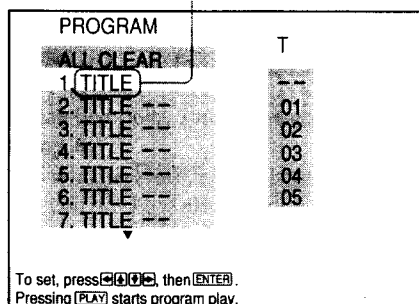 PROGRAM
T
ALL CLEAR
1. TITLE
2. TITLE --
3. TITLE --
4. TITLE --
5. TITLE --
6. TITLE --
7. TITLE --
--
01
02
03
04
05
To set, press ←↑↓→, then ENTER.
Pressing PLAY starts program play.